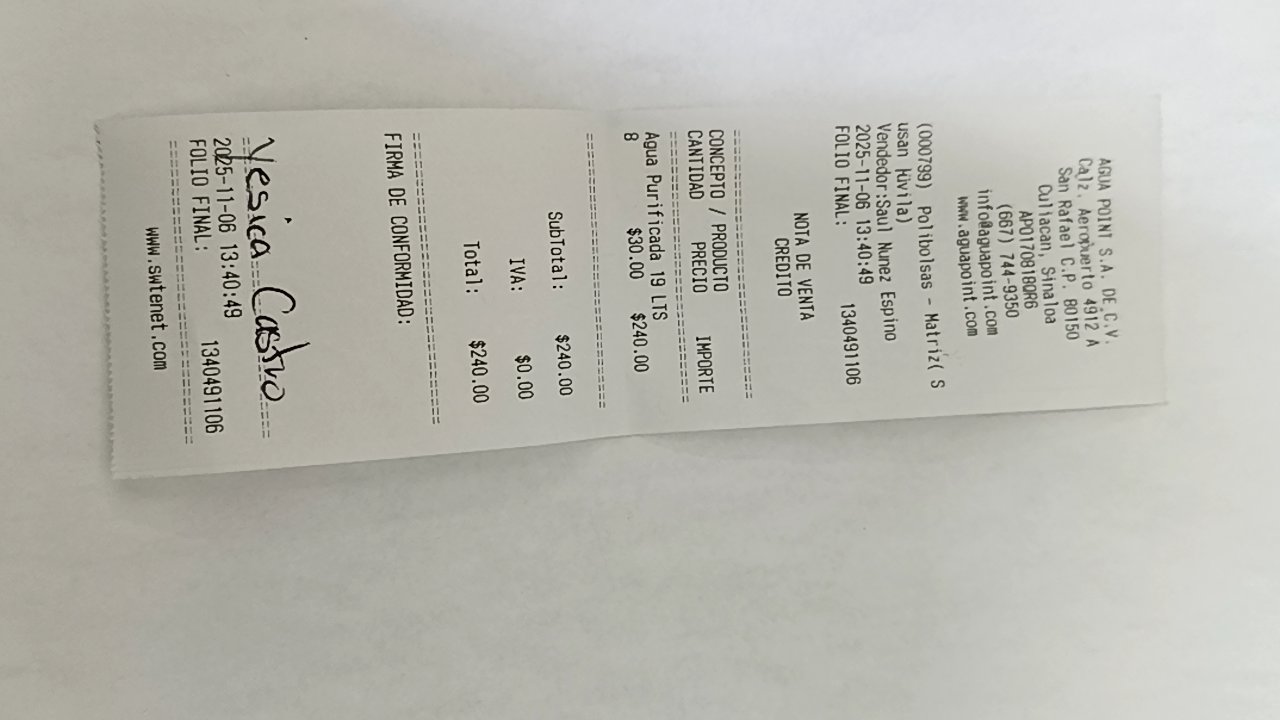 AGUA POINT S.A. DE C.V.
Calz. Aeropuerto 4912 A
San Rafael C.P. 80150
Culiacan, Sinaloa
APO170818QR6
(667) 744-9350
info@aguapoint.com
www.aguapoint.com
(000799) Polibolsas - Matriz( S
usan Rivila)
Vendedor:Saul Nunez Espino
2025-11-06 13:40:49 1340491106
FOLIO FINAL:
NOTA DE VENTA
CREDITO
CONCEPTO / PRODUCTO
CANTIDAD PRECIO IMPORTE
Agua Purificada 19 LTS
8 $30.00 $240.00
SubTotal: $240.00
IVA: $0.00
Total: $240.00
FIRMA DE CONFORMIDAD:
Yesica Castro
2025-11-06 13:40:49
FOLIO FINAL: 1340491106
www.swtenet.com